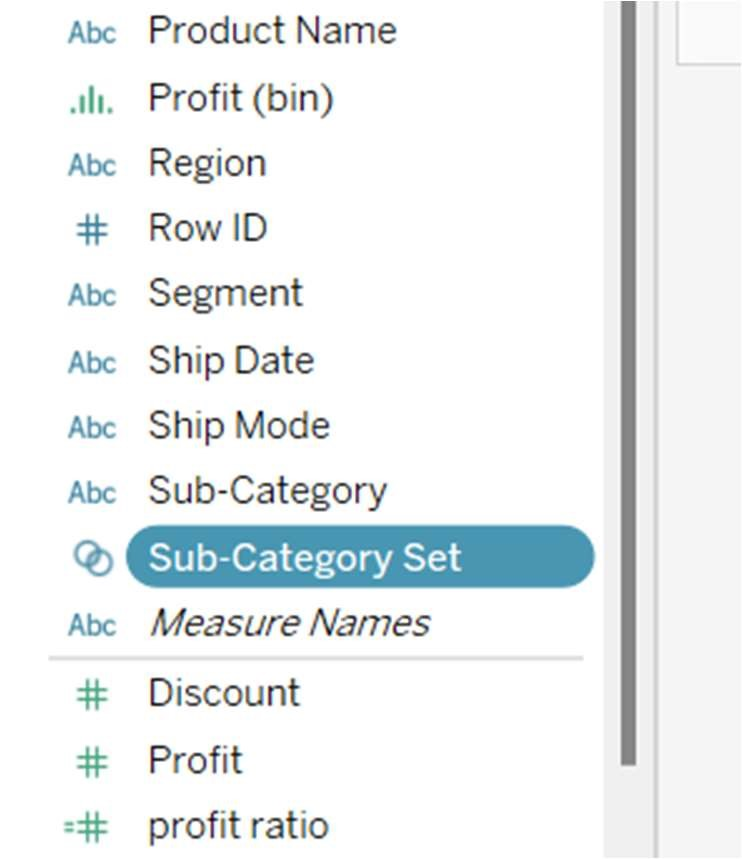 Abc Product Name
Profit (bin)
Abc Region
# Row ID
Abc Segment
Abc Ship Date
Abc Ship Mode
Abc Sub-Category
Sub-Category Set
Abc Measure Names
# Discount
# Profit
=# profit ratio